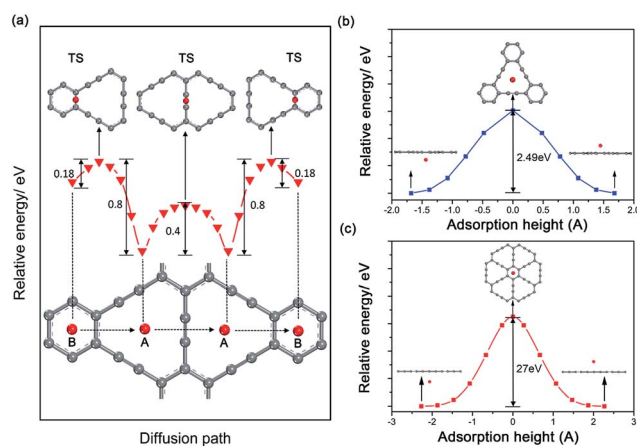 (a)
TS TS TS
0.18
0.8
0.4
0.8
0.18
Relative energy/ eV
B A A B
Diffusion path
(b)
Relative energy/ eV
2.49eV
-2.0 -1.5 -1.0 -0.5 0.0 0.5 1.0 1.5 2.0
Adsorption height (A)
(c)
Relative energy/ eV
27eV
-3 -2 -1 0 1 2 3
Adsorption height (A)